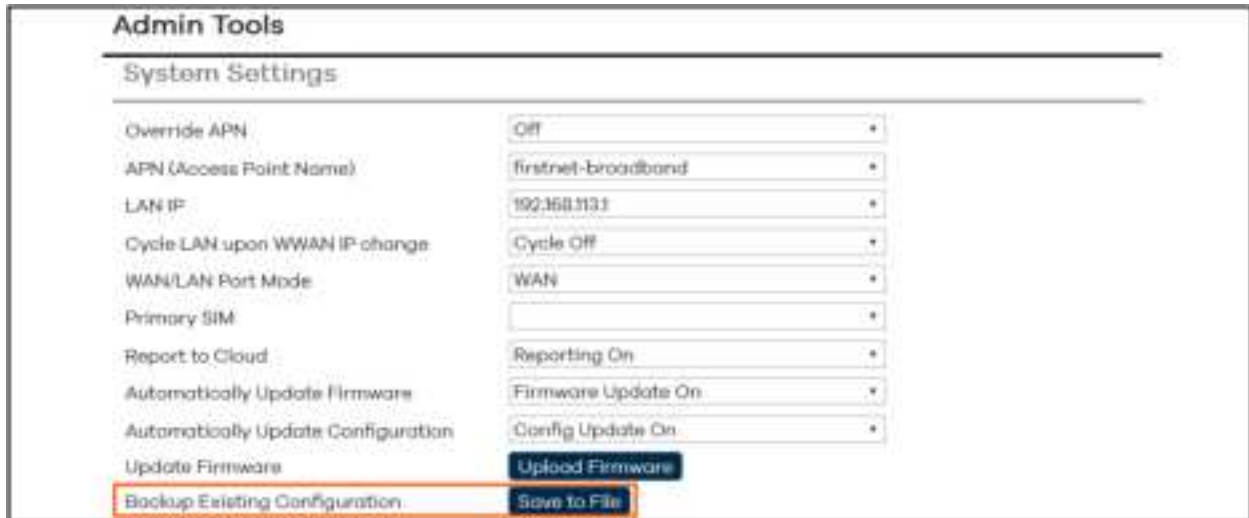 Admin Tools
System Settings
Override APN Off
APN (Access Point Name) firstnet-broadband
LAN IP 192.168.113.1
Cycle LAN upon WWAN IP change Cycle Off
WAN/LAN Port Mode WAN
Primary SIM
Report to Cloud Reporting On
Automatically Update Firmware Firmware Update On
Automatically Update Configuration Config Update On
Update Firmware Upload Firmware
Backup Existing Configuration Save to File